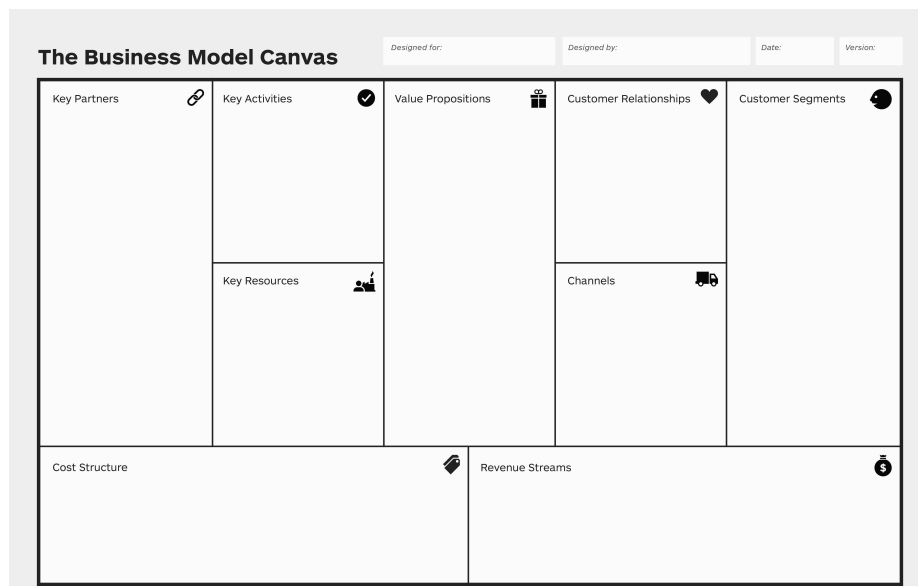 The Business Model Canvas
Designed for:
Designed by:
Date:
Version:
Key Partners
Key Activities
Value Propositions
Customer Relationships
Customer Segments
Key Resources
Channels
Cost Structure
Revenue Streams
$